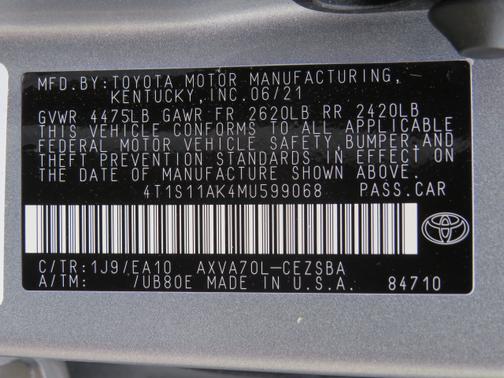 MFD. BY: TOYOTA MOTOR MANUFACTURING,
KENTUCKY, INC. 06/21
GVWR 4475LB GAWR FR 2620LB RR 2420LB
THIS VEHICLE CONFORMS TO ALL APPLICABLE
FEDERAL MOTOR VEHICLE SAFETY, BUMPER, AND
THEFT PREVENTION STANDARDS IN EFFECT ON
THE DATE OF MANUFACTURE SHOWN ABOVE.
4T1S11AK4MU599068 PASS. CAR
C/TR: 1J9/EA10 AXVA70L-CEZSBA
A/TM: /UB80E MADE IN U.S.A. 84710